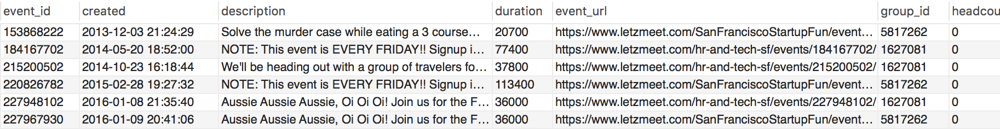 event_id created description duration event_url group_id headcou
153868222 2013-12-03 21:24:29 Solve the murder case while eating a 3 course... 20700 https://www.letzmeet.com/SanFranciscoStartupFun/event... 5817262 0
184167702 2014-05-20 18:52:00 NOTE: This event is EVERY FRIDAY!! Signup i... 77400 https://www.letzmeet.com/hr-and-tech-sf/events/184167702/ 1627081 0
215200502 2014-10-23 16:18:44 We'll be heading out with a group of travelers fo... 37800 https://www.letzmeet.com/hr-and-tech-sf/events/215200502/ 1627081 0
220826782 2015-02-28 19:27:32 NOTE: This event is EVERY FRIDAY!! Signup i... 113400 https://www.letzmeet.com/SanFranciscoStartupFun/event... 5817262 0
227948102 2016-01-08 21:35:40 Aussie Aussie Aussie, Oi Oi Oi! Join us for the F... 36000 https://www.letzmeet.com/hr-and-tech-sf/events/227948102/ 1627081 0
227967930 2016-01-09 20:41:06 Aussie Aussie Aussie, Oi Oi Oi! Join us for the F... 36000 https://www.letzmeet.com/SanFranciscoStartupFun/event... 5817262 0